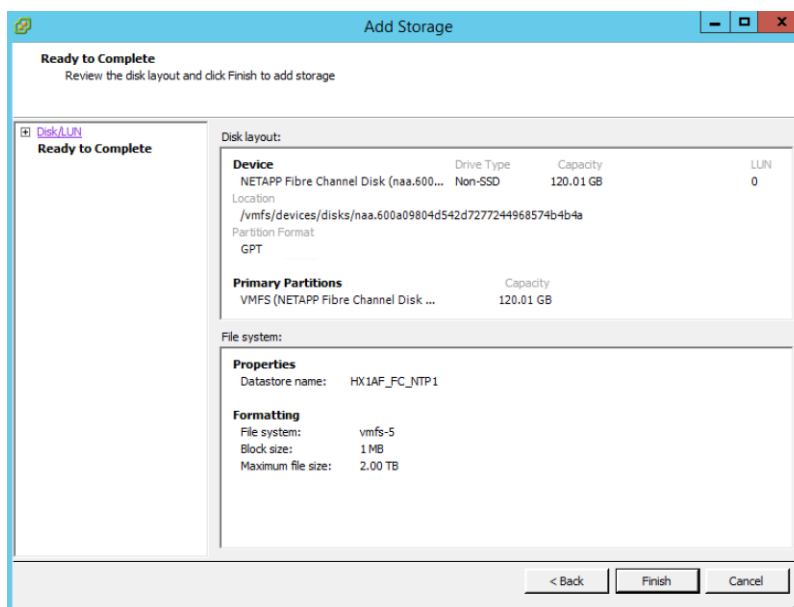 Add Storage
Ready to Complete
Review the disk layout and click Finish to add storage
Disk/LUN
Ready to Complete
Disk layout:
Device Drive Type Capacity LUN
NETAPP Fibre Channel Disk (naa.600... Non-SSD 120.01 GB 0
Location
/vmfs/devices/disks/naa.600a09804d542d7277244968574b4b4a
Partition Format
GPT
Primary Partitions Capacity
VMFS (NETAPP Fibre Channel Disk ... 120.01 GB
File system:
Properties
Datastore name: HX1AF_FC_NTP1
Formatting
File system: vmfs-5
Block size: 1 MB
Maximum file size: 2.00 TB
< Back Finish Cancel